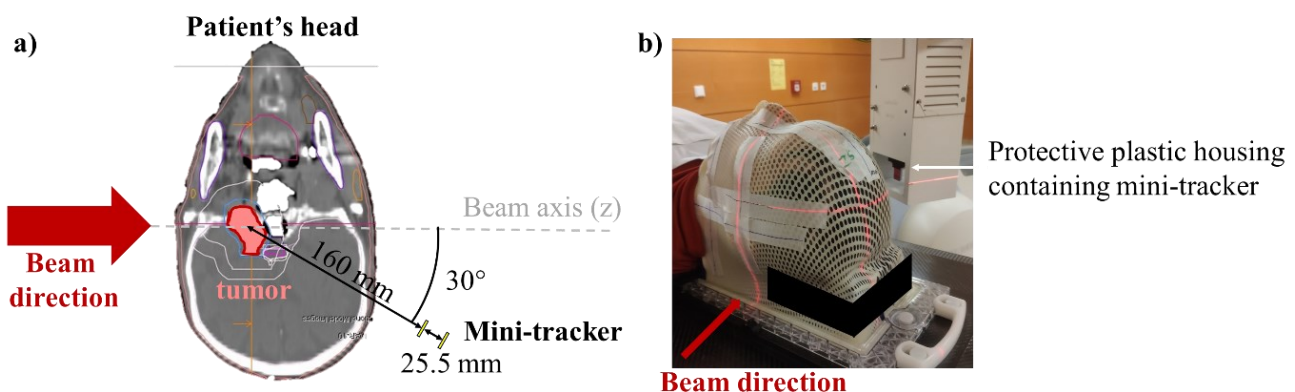 a)
Patient's head
Beam
direction
tumor
160 mm
30°
Beam axis (z)
Mini-tracker
25.5 mm
b)
Protective plastic housing
containing mini-tracker
Beam direction